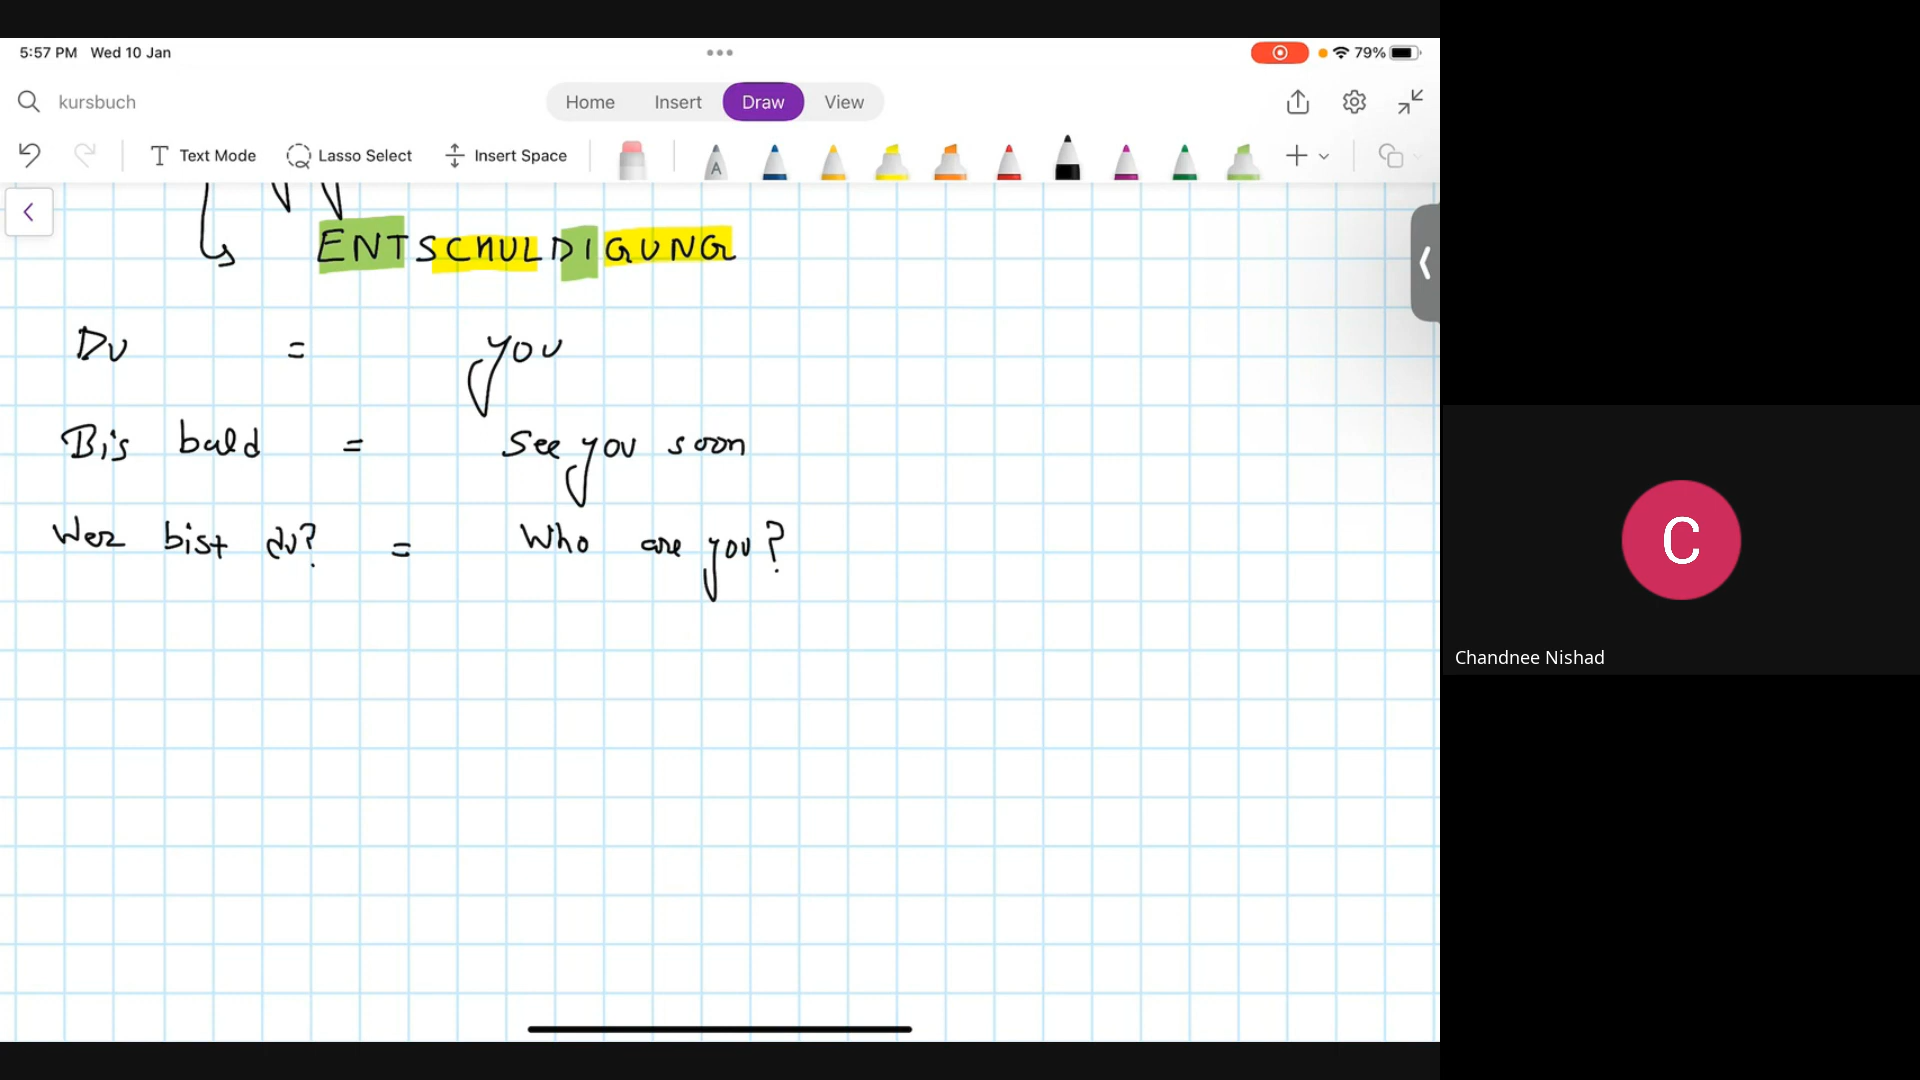 5:57 PM Wed 10 Jan 79%
kursbuch Home Insert Draw View
Text Mode Lasso Select Insert Space A
ENTSCHULDIGUNG
Du = you
Bis bald = See you soon
Wer bist du? = Who are you?
C
Chandnee Nishad